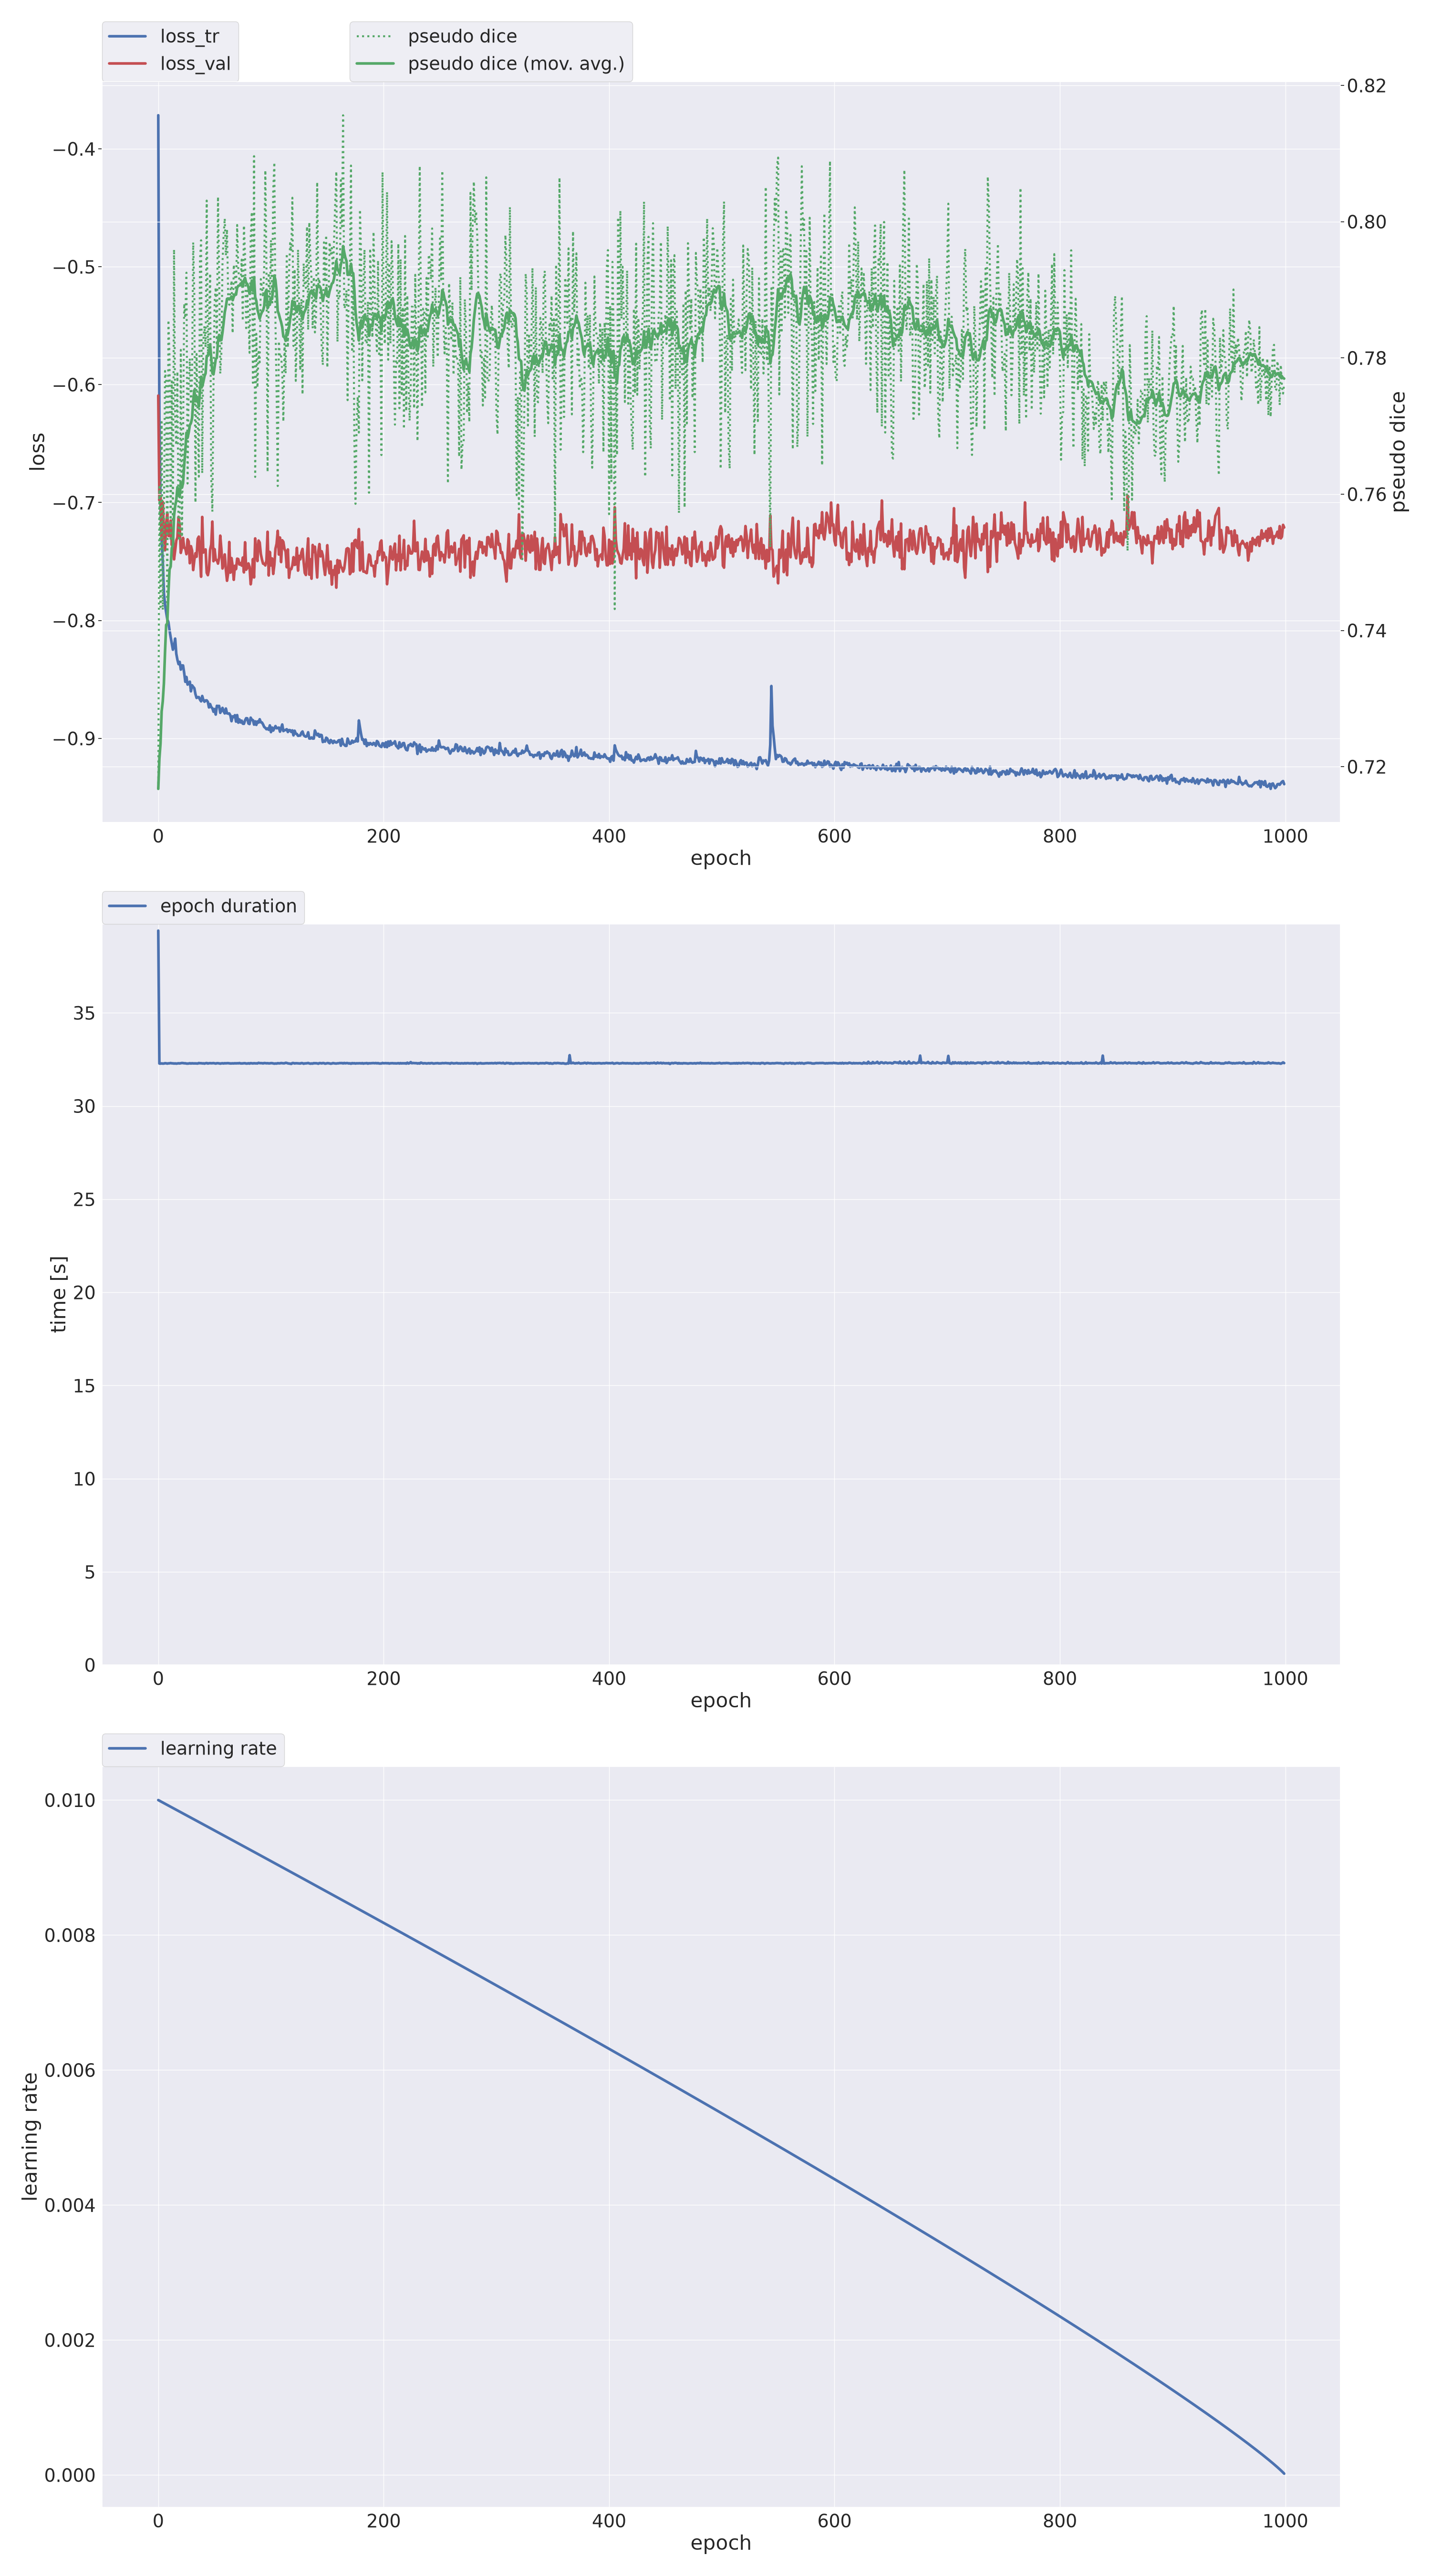 loss_tr
loss_val
pseudo dice
pseudo dice (mov. avg.)
0.82
−0.4
0.80
−0.5
0.78
−0.6
loss
pseudo dice
0.76
−0.7
−0.8
0.74
−0.9
0.72
0 200 400 600 800 1000
epoch
epoch duration
35
30
25
20
time [s]
15
10
5
0
0 200 400 600 800 1000
epoch
learning rate
0.010
0.008
0.006
learning rate
0.004
0.002
0.000
0 200 400 600 800 1000
epoch